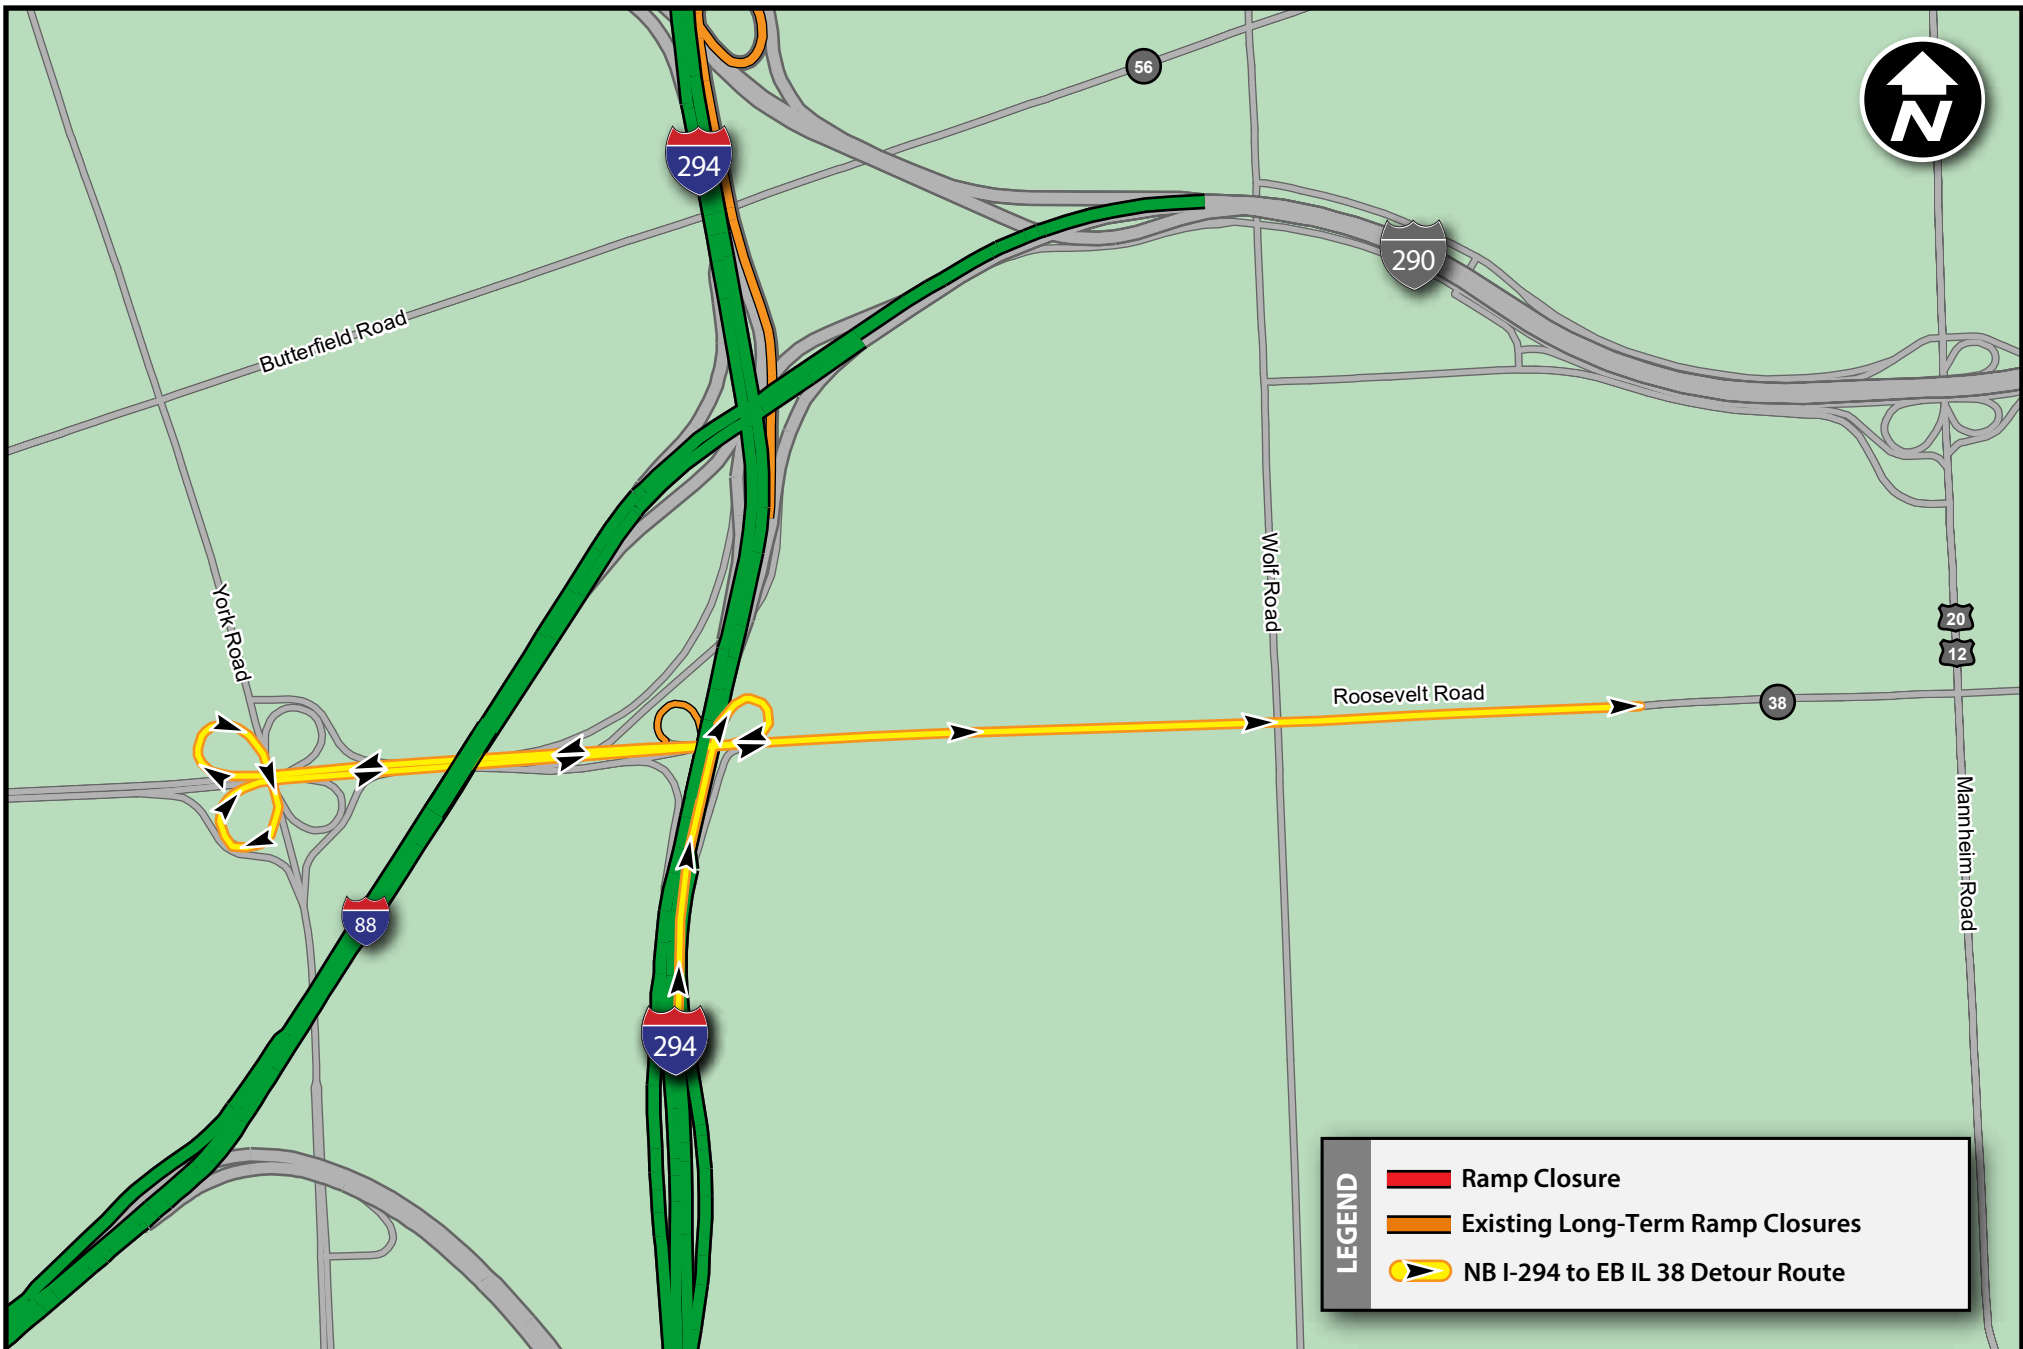 56
N
294
290
Butterfield Road
York Road
Wolf Road
20
12
Roosevelt Road
38
Mannheim Road
88
294
LEGEND
Ramp Closure
Existing Long-Term Ramp Closures
NB I-294 to EB IL 38 Detour Route